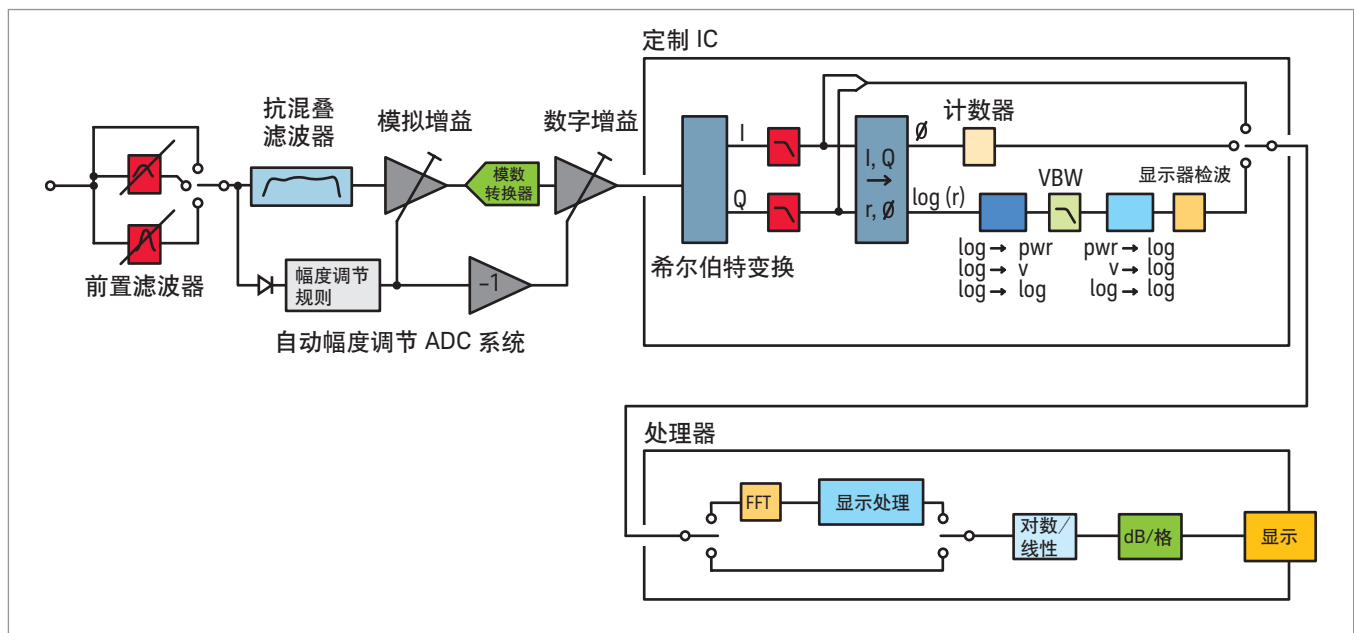 定制 IC
抗混叠
滤波器
模拟增益
数字增益
计数器
I
Ø
模数
转换器
I, Q
→
r, Ø
VBW
显示器检波
Q
log (r)
希尔伯特变换
log → pwr
log → v
log → log
pwr → log
v → log
log → log
前置滤波器
幅度调节
规则
–1
自动幅度调节 ADC 系统
处理器
FFT
显示处理
对数/
线性
dB/格
显示